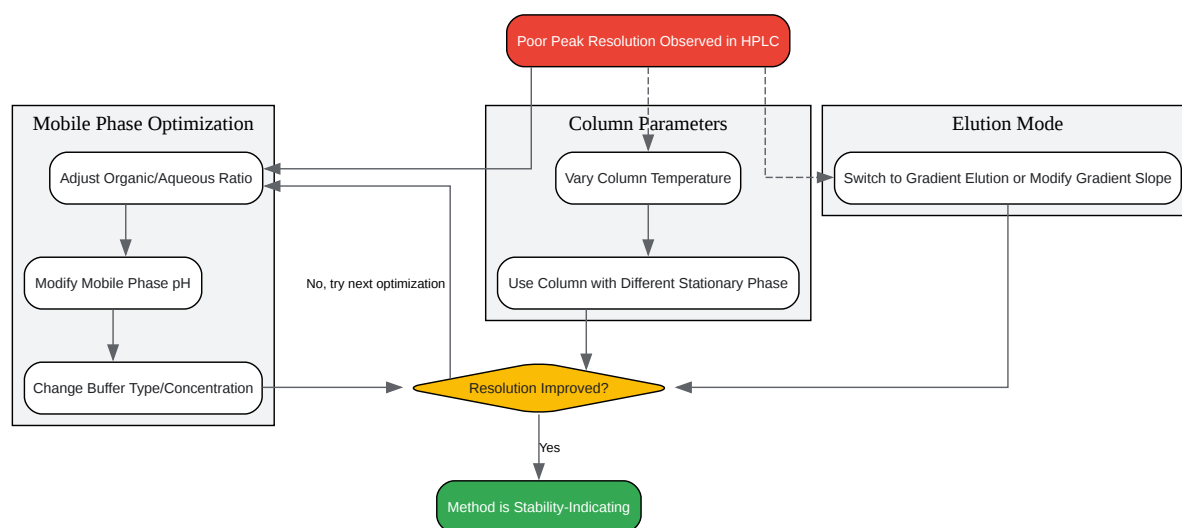 Poor Peak Resolution Observed in HPLC
Mobile Phase Optimization
Column Parameters
Elution Mode
Adjust Organic/Aqueous Ratio
Vary Column Temperature
Switch to Gradient Elution or Modify Gradient Slope
Modify Mobile Phase pH
No, try next optimization
Use Column with Different Stationary Phase
Change Buffer Type/Concentration
Resolution Improved?
Yes
Method is Stability-Indicating